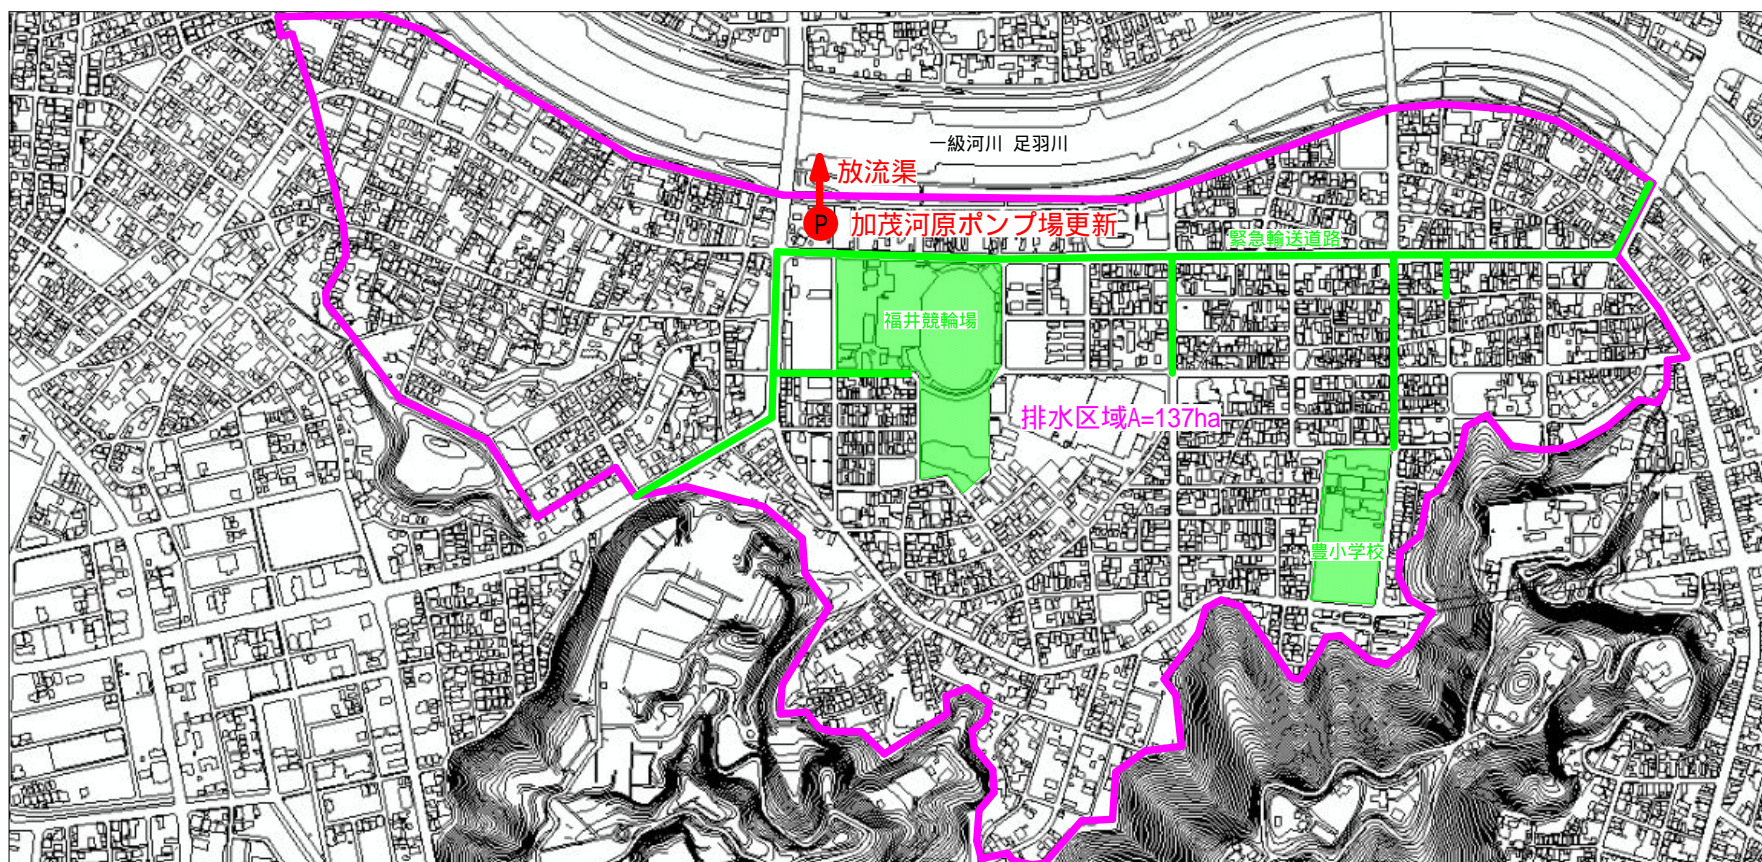 一級河川 足羽川
放流渠
P
加茂河原ポンプ場更新
緊急輸送道路
福井競輪場
排水区域A=137ha
豊小学校